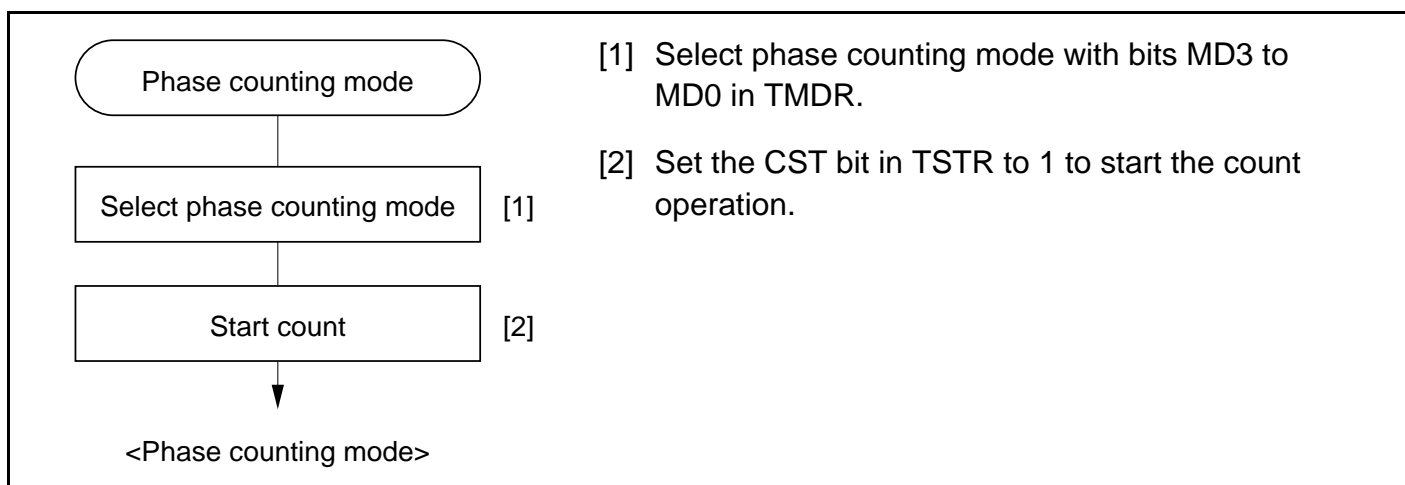 Phase counting mode
Select phase counting mode [1]
Start count [2]
<Phase counting mode>
[1] Select phase counting mode with bits MD3 to
MD0 in TMDR.
[2] Set the CST bit in TSTR to 1 to start the count
operation.